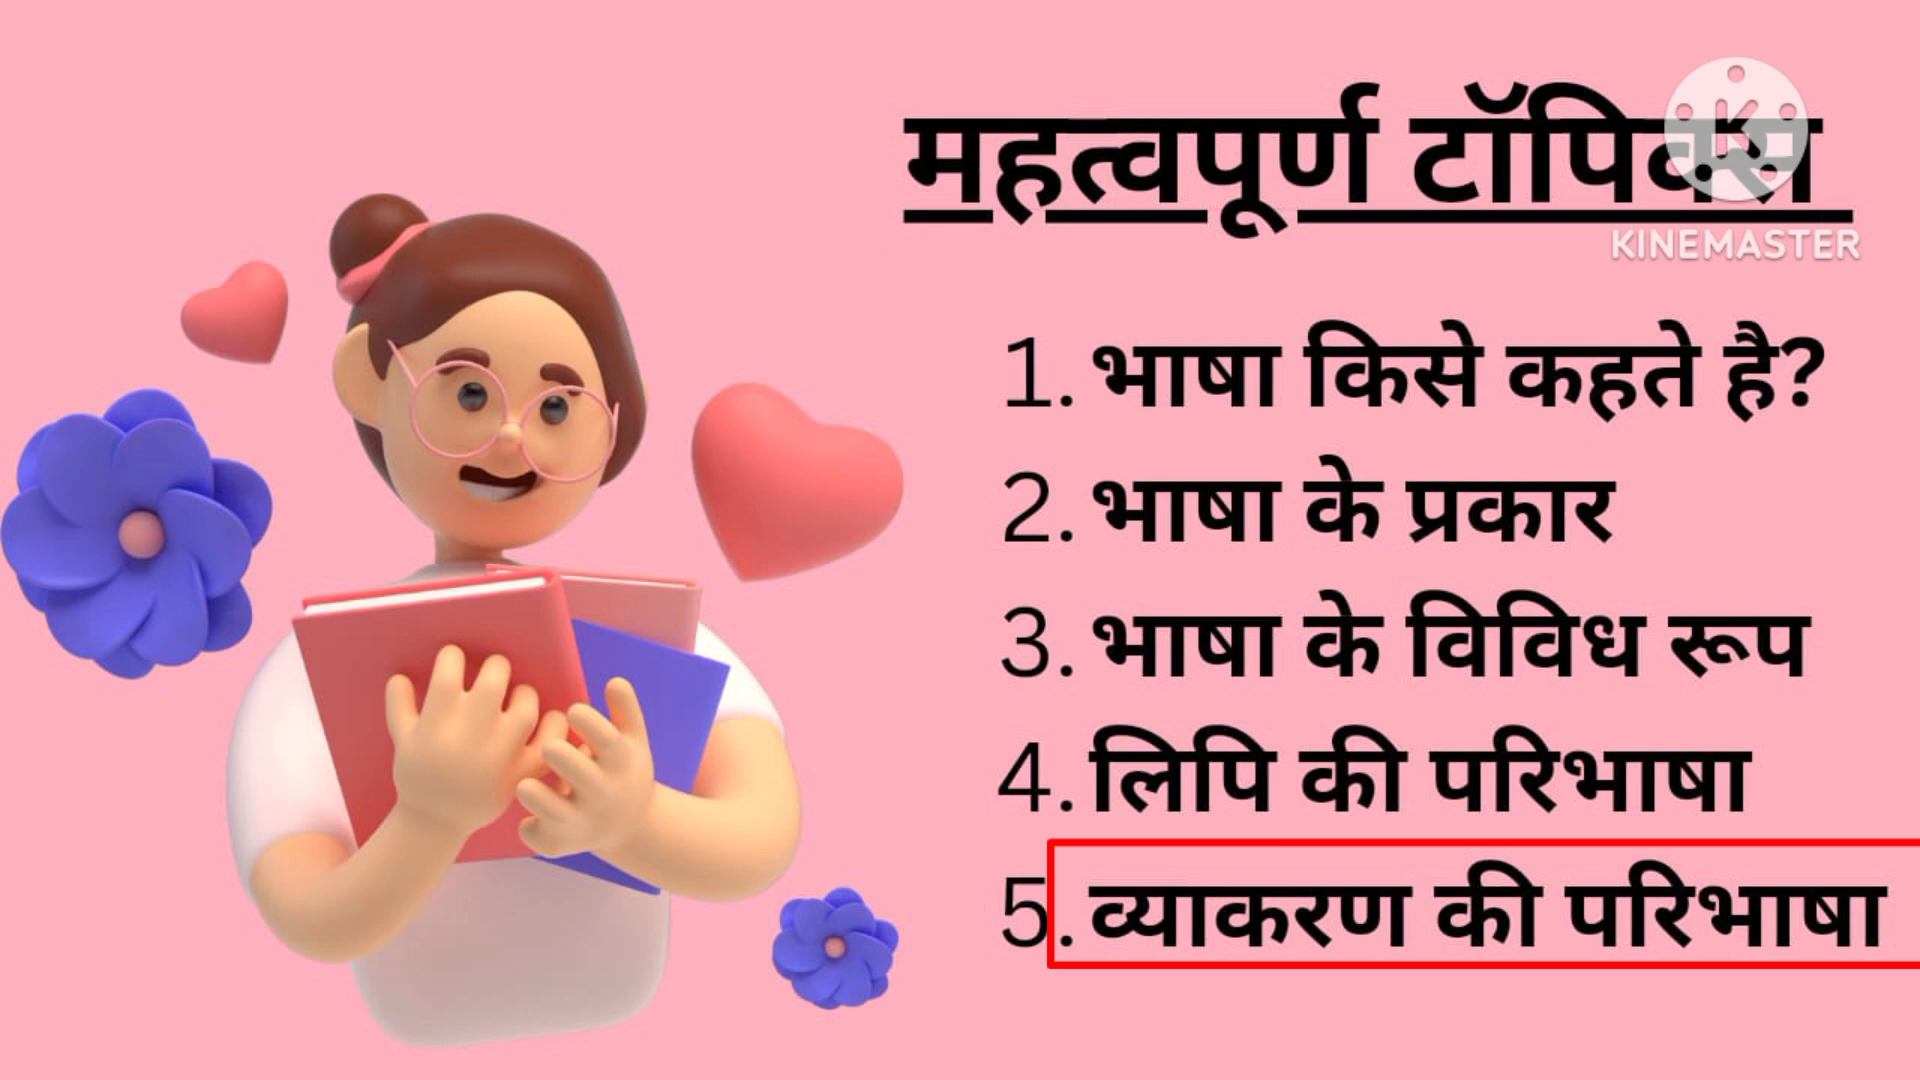 महत्वपूर्ण टॉपिक्स
KINEMASTER
1. भाषा किसे कहते है?
2. भाषा के प्रकार
3. भाषा के विविध रूप
4. लिपि की परिभाषा
5. व्याकरण की परिभाषा